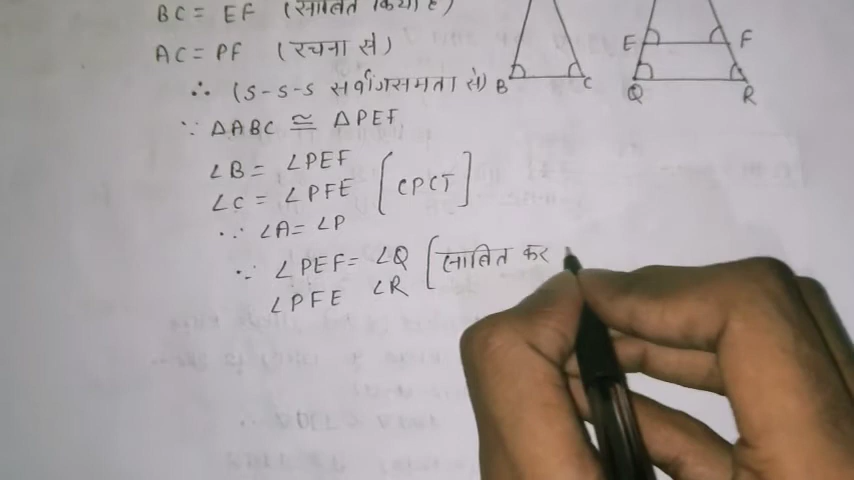 BC = EF (साबित किया है
AC = PF (रचना से)
∴ (S-S-S सर्वांगसमता से)
∵ ΔABC ≅ ΔPEF
∠B = ∠PEF
∠C = ∠PFE [CPCT]
∵ ∠A = ∠P
∵ ∠PEF = ∠Q [साबित कर
∠PFE ∠R
B C
E F
Q R